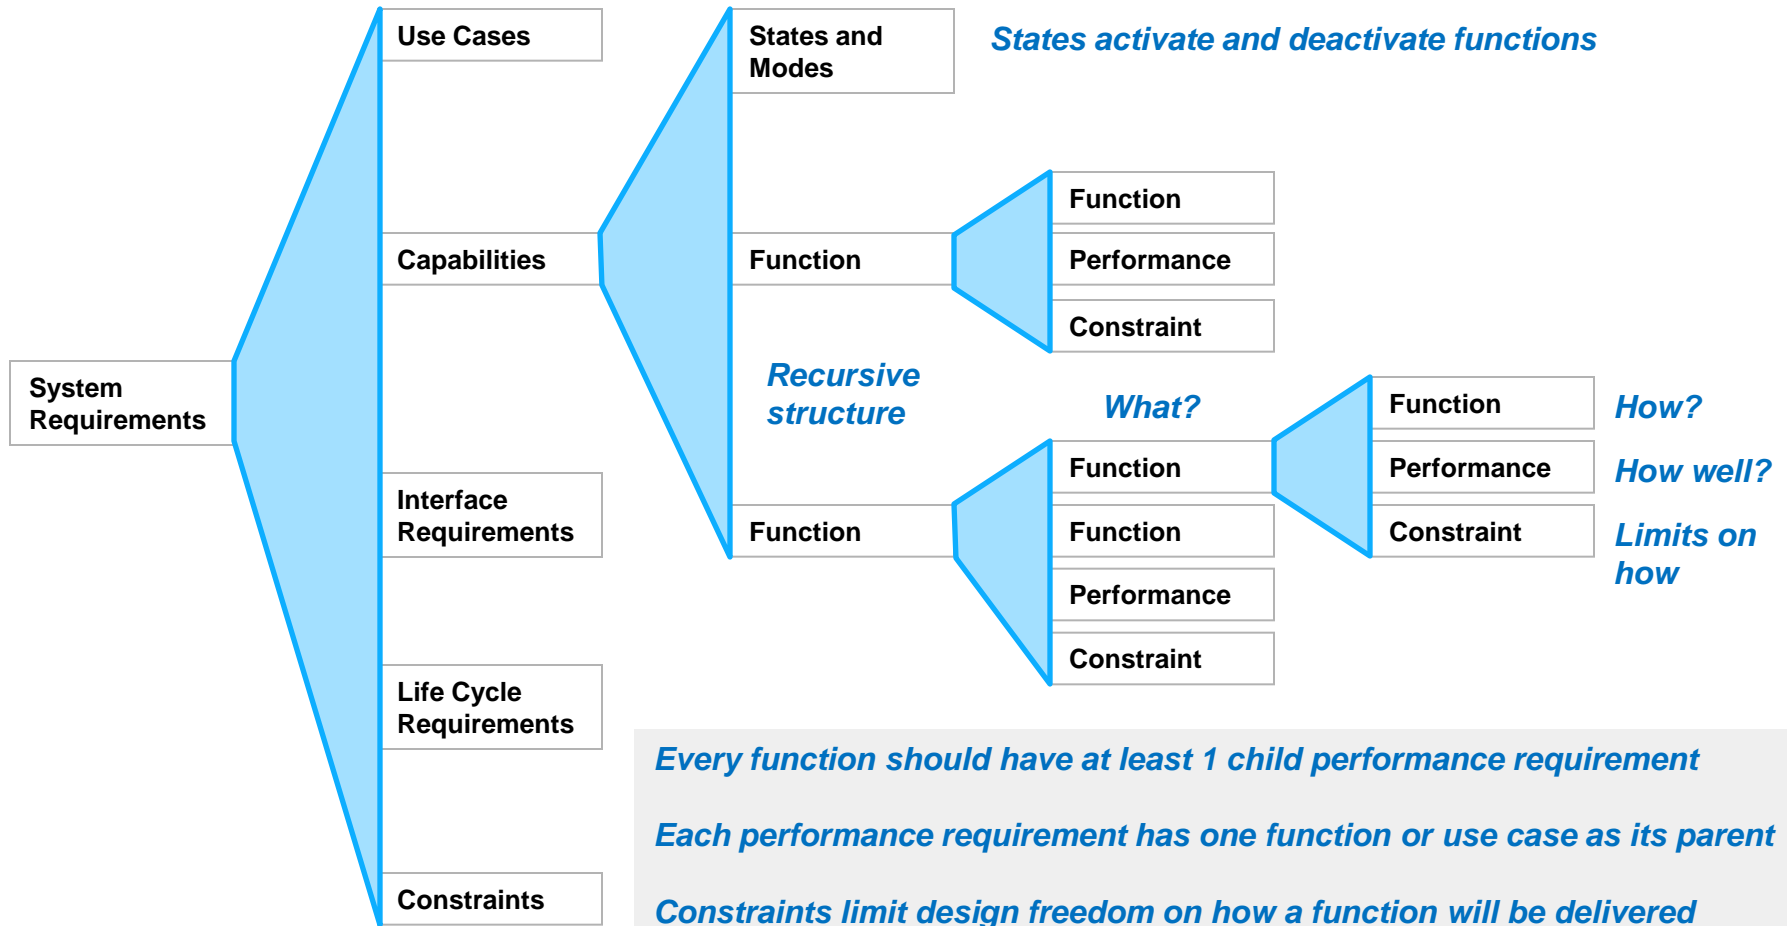 Use Cases
States and
Modes
States activate and deactivate functions
Function
Capabilities
Function
Performance
Constraint
System
Requirements
Recursive
structure
What?
Function
How?
Interface
Requirements
Function
Performance
How well?
Function
Function
Constraint
Limits on
how
Performance
Constraint
Life Cycle
Requirements
Every function should have at least 1 child performance requirement
Each performance requirement has one function or use case as its parent
Constraints
Constraints limit design freedom on how a function will be delivered